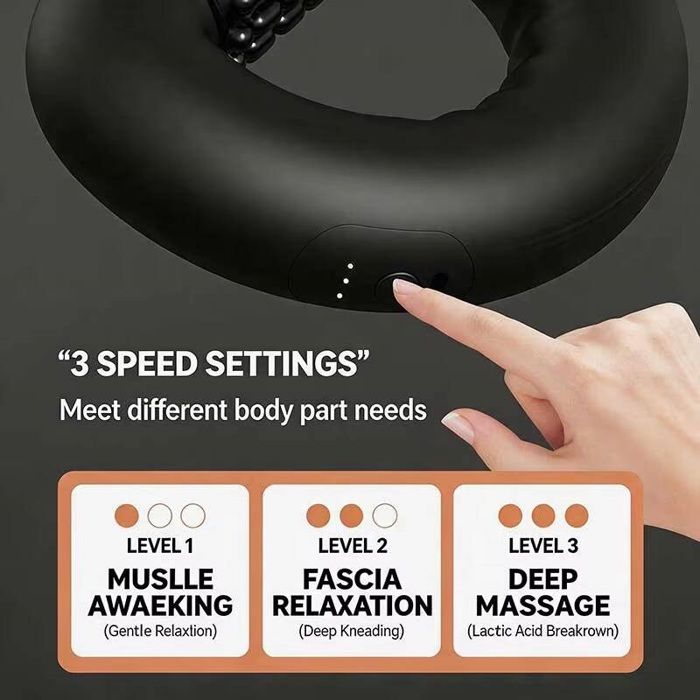 “3 SPEED SETTINGS”
Meet different body part needs
LEVEL 1
MUSLLE
AWAEKING
(Gentle Relaxlion)
LEVEL 2
FASCIA
RELAXATION
(Deep Kneading)
LEVEL 3
DEEP
MASSAGE
(Lactic Acid Breakrown)